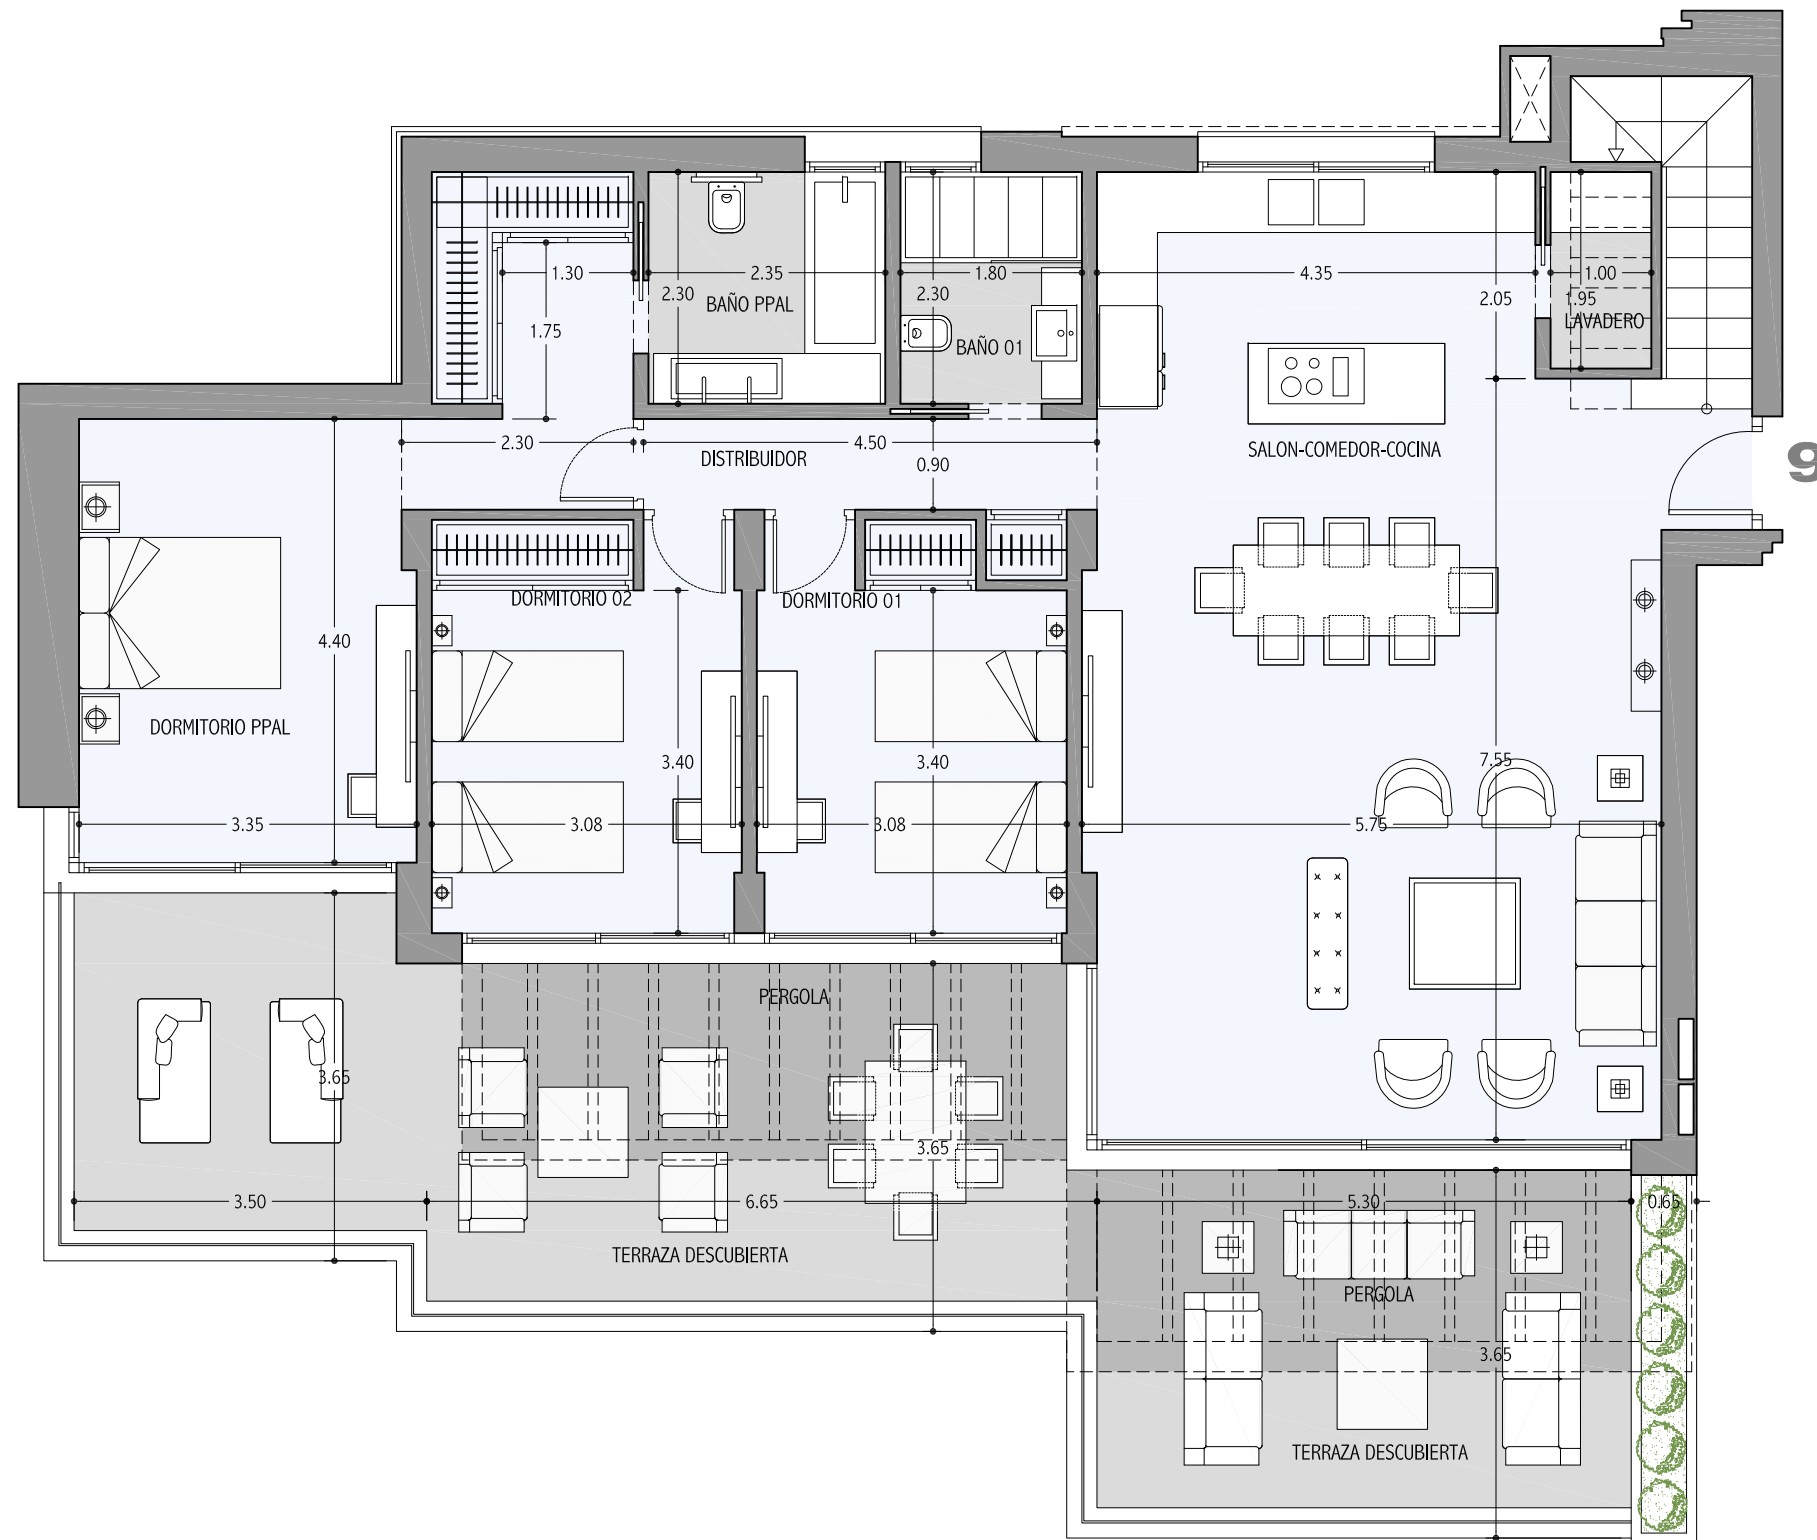 1.30
2.35
1.80
4.35
1.00
2.30
2.30
2.05
1.95
BAÑO PPAL
LAVADERO
1.75
BAÑO 01
2.30
4.50
SALON-COMEDOR-COCINA
DISTRIBUIDOR
0.90
9
DORMITORIO 02
DORMITORIO 01
4.40
DORMITORIO PPAL
3.40
3.40
7.55
3.35
3.08
3.08
5.75
PERGOLA
3.65
3.65
3.50
6.65
5.30
0.65
TERRAZA DESCUBIERTA
PERGOLA
3.65
TERRAZA DESCUBIERTA